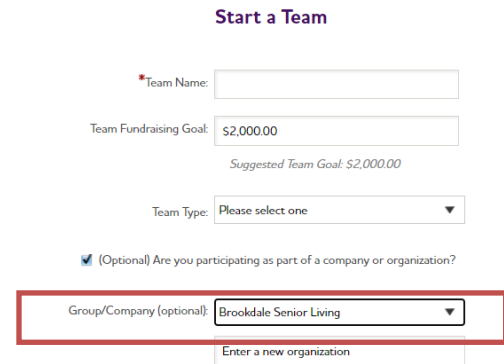 Start a Team
*Team Name:
Team Fundraising Goal: $2,000.00
Suggested Team Goal: $2,000.00
Team Type: Please select one
(Optional) Are you participating as part of a company or organization?
Group/Company (optional): Brookdale Senior Living
Enter a new organization